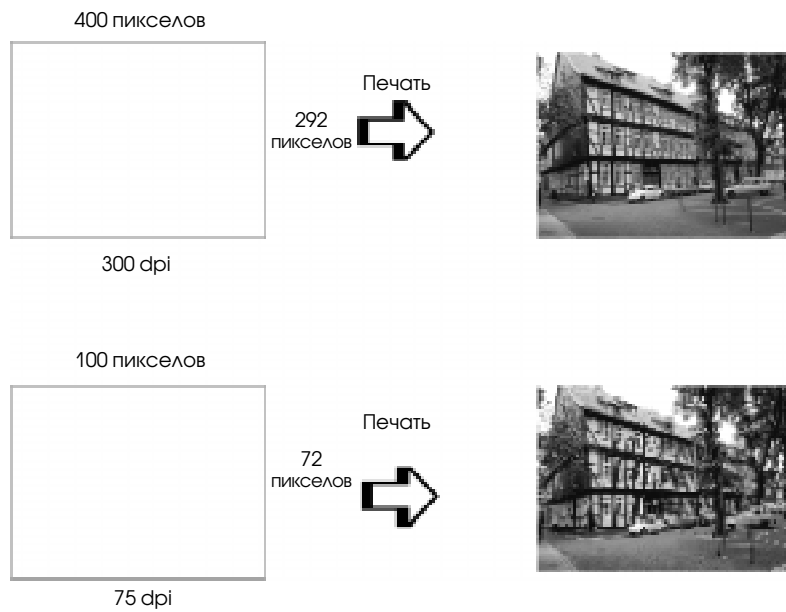 400 пикселов
Печать
292
пикселов
300 dpi
100 пикселов
Печать
72
пикселов
75 dpi